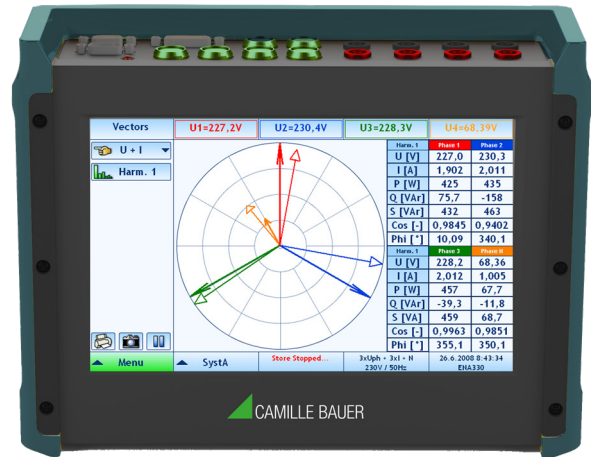 Vectors
U1=227,2V
U2=230,4V
U3=228,3V
U4=68,39V
U + I
Harm. 1
Harm. 1 Phase 1 Phase 2
U [V] 227,0 230,3
I [A] 1,902 2,011
P [W] 425 435
Q [VAr] 75,7 -158
S [VAr] 432 463
Cos [-] 0,9845 0,9402
Phi [°] 10,09 340,1
Harm. 1 Phase 3 Phase N
U [V] 228,2 68,36
I [A] 2,012 1,005
P [W] 457 67,7
Q [VAr] -39,3 -11,8
S [VA] 459 68,7
Cos [-] 0,9963 0,9851
Phi [°] 355,1 350,1
Menu
SystA
Store Stopped...
3xUph • 3xI • N
230V / 50Hz
26.6.2008 8:43:34
ENA330
CAMILLE BAUER